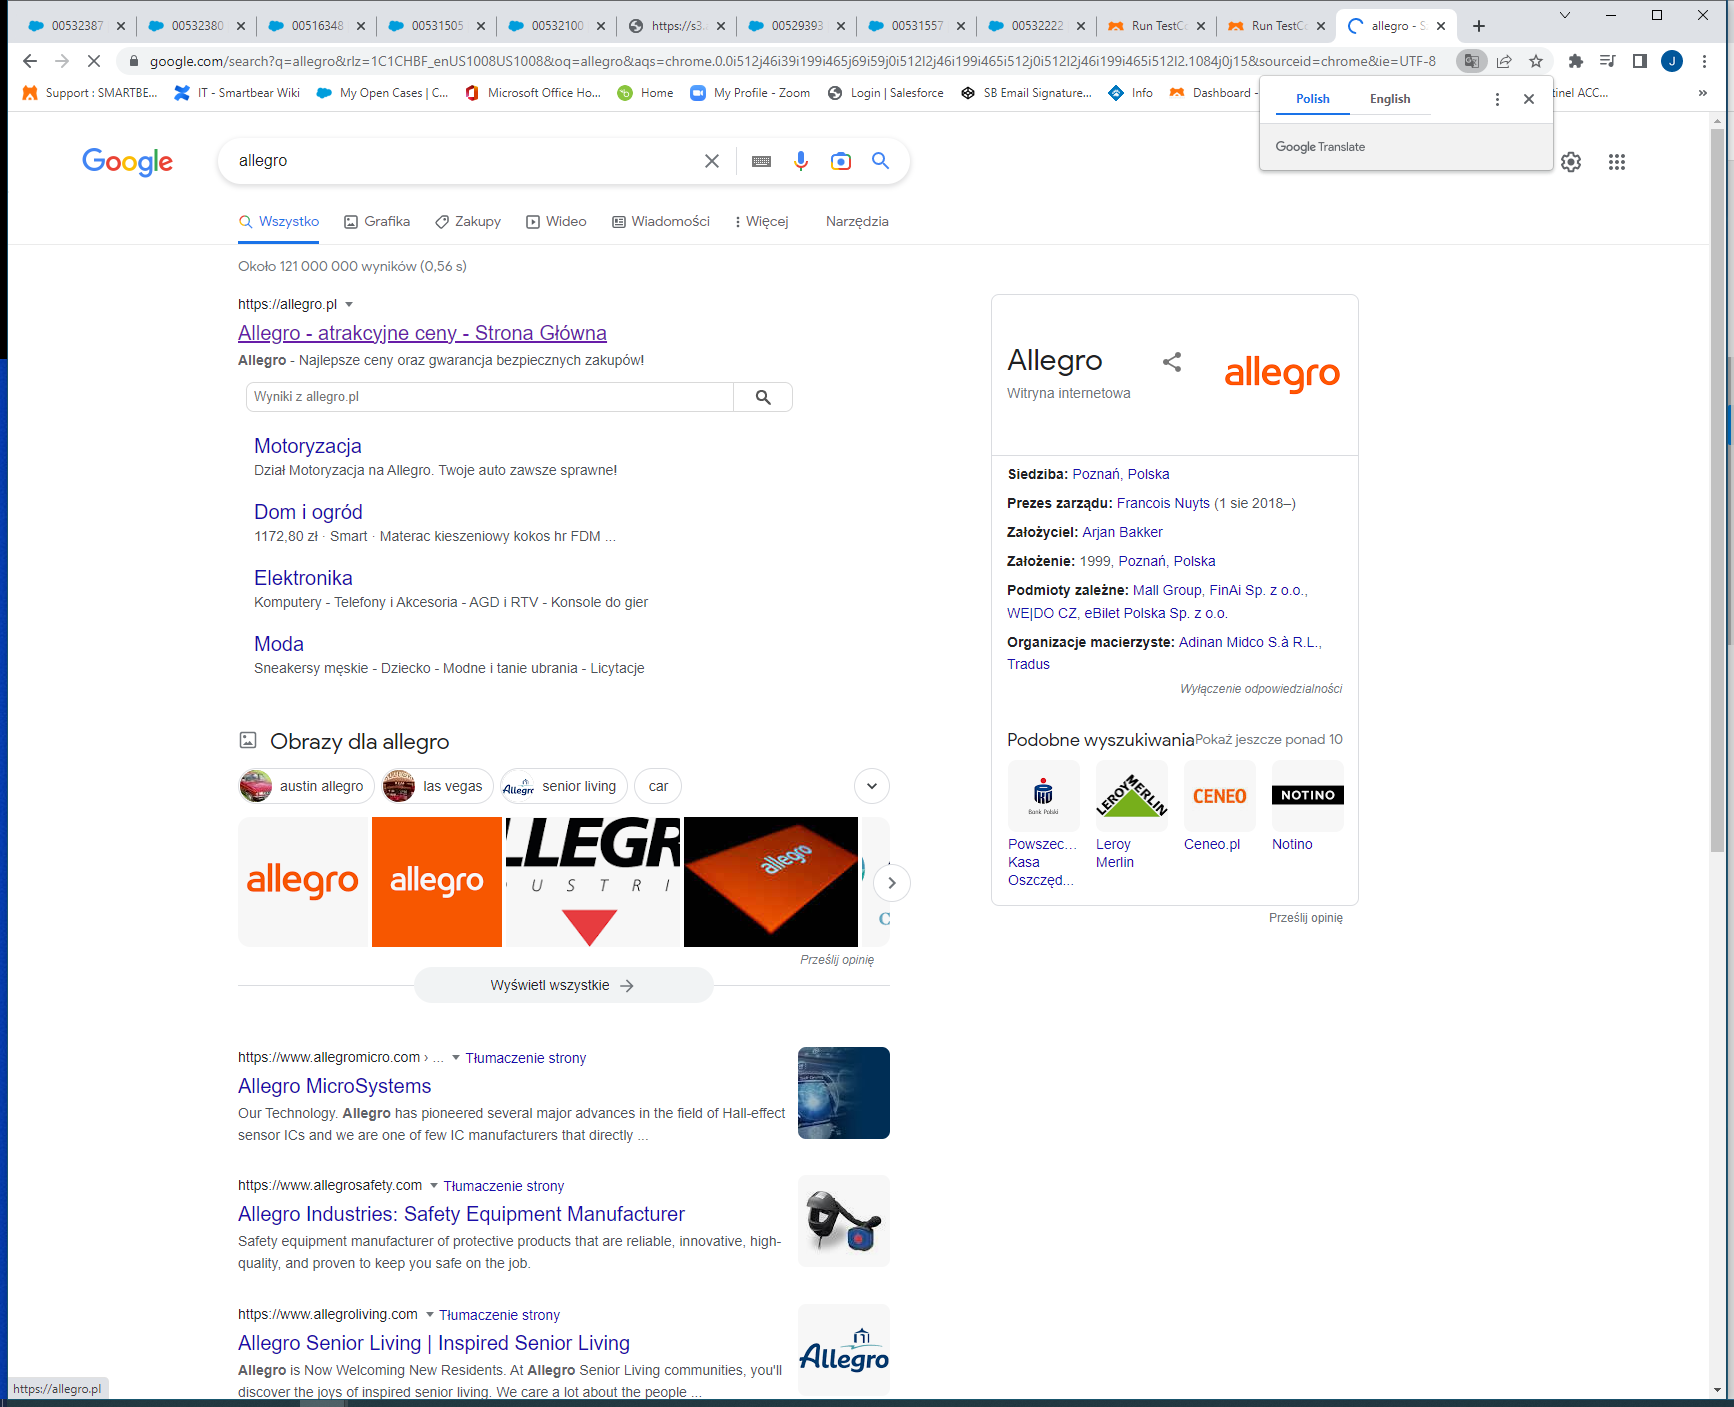 00532387
00532380
00516348
00531505
00532100
https://s3.
00529393
00531557
00532222
Run TestCo
Run TestCo
allegro - S
google.com/search?q=allegro&rlz=1C1CHBF_enUS1008US1008&oq=allegro&aqs=chrome.0.0i512j46i39i199i465j69i59j0i512l2j46i199i465i512j0i512l2j46i199i465i512l2.1084j0j15&sourceid=chrome&ie=UTF-8
J
Support : SMARTBE...
IT - Smartbear Wiki
My Open Cases | C...
Microsoft Office Ho...
Home
My Profile - Zoom
Login | Salesforce
SB Email Signature...
Info
Dashboard -
tinel ACC...
»
Polish
English
Google Translate
Google
allegro
Wszystko
Grafika
Zakupy
Wideo
Wiadomości
Więcej
Narzędzia
Około 121 000 000 wyników (0,56 s)
https://allegro.pl
Allegro - atrakcyjne ceny - Strona Główna
Allegro - Najlepsze ceny oraz gwarancja bezpiecznych zakupów!
Wyniki z allegro.pl
Motoryzacja
Dział Motoryzacja na Allegro. Twoje auto zawsze sprawne!
Dom i ogród
1172,80 zł · Smart · Materac kieszeniowy kokos hr FDM ...
Elektronika
Komputery - Telefony i Akcesoria - AGD i RTV - Konsole do gier
Moda
Sneakersy męskie - Dziecko - Modne i tanie ubrania - Licytacje
Obrazy dla allegro
austin allegro
las vegas
Allegro
senior living
car
allegro
allegro
LLEGR
DUSTRI
allegro
C
Prześlij opinię
Wyświetl wszystkie
https://www.allegromicro.com › ...
Tłumaczenie strony
Allegro MicroSystems
Our Technology. Allegro has pioneered several major advances in the field of Hall-effect
sensor ICs and we are one of few IC manufacturers that directly ...
https://www.allegrosafety.com
Tłumaczenie strony
Allegro Industries: Safety Equipment Manufacturer
Safety equipment manufacturer of protective products that are reliable, innovative, high-
quality, and proven to keep you safe on the job.
https://www.allegroliving.com
Tłumaczenie strony
Allegro Senior Living | Inspired Senior Living
Allegro is Now Welcoming New Residents. At Allegro Senior Living communities, you'll
discover the joys of inspired senior living. We care a lot about the people ...
Allegro
Allegro
Witryna internetowa
allegro
Siedziba: Poznań, Polska
Prezes zarządu: Francois Nuyts (1 sie 2018–)
Założyciel: Arjan Bakker
Założenie: 1999, Poznań, Polska
Podmioty zależne: Mall Group, FinAi Sp. z o.o.,
WE|DO CZ, eBilet Polska Sp. z o.o.
Organizacje macierzyste: Adinan Midco S.à R.L.,
Tradus
Wyłączenie odpowiedzialności
Podobne wyszukiwania
Pokaż jeszcze ponad 10
Bank Polski
LEROY MERLIN
CENEO
NOTINO
Powszec...
Kasa
Oszczęd...
Leroy
Merlin
Ceneo.pl
Notino
Prześlij opinię
https://allegro.pl